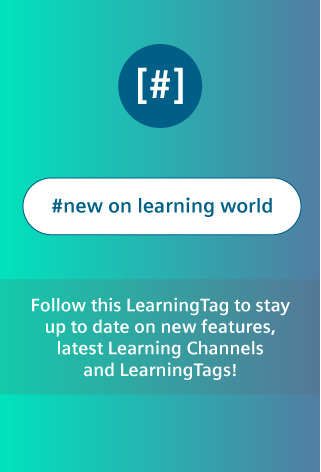 [#]
#new on learning world
Follow this LearningTag to stay
up to date on new features,
latest Learning Channels
and LearningTags!